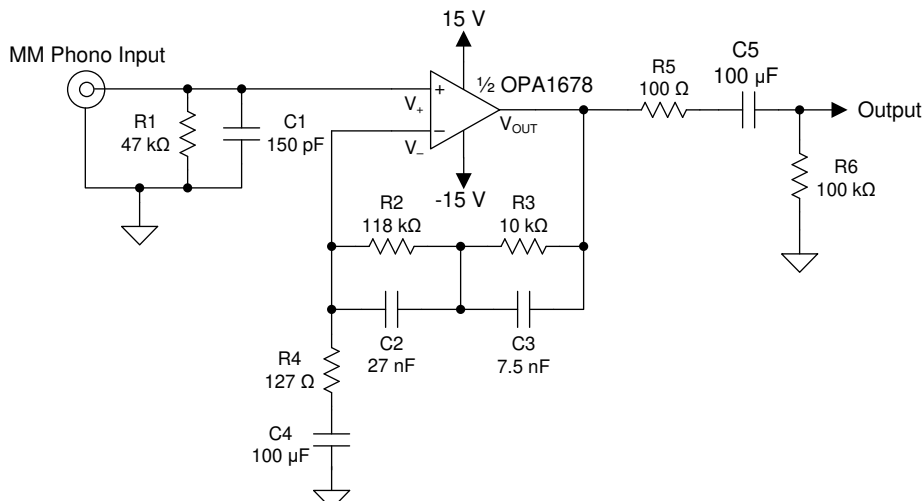 15 V
MM Phono Input
½ OPA1678
C5
100 µF
R5
100 Ω
+
V+
Output
R1
47 kΩ
C1
150 pF
VOUT
–
V–
R6
100 kΩ
-15 V
R2
118 kΩ
R3
10 kΩ
C2
27 nF
C3
7.5 nF
R4
127 Ω
C4
100 µF